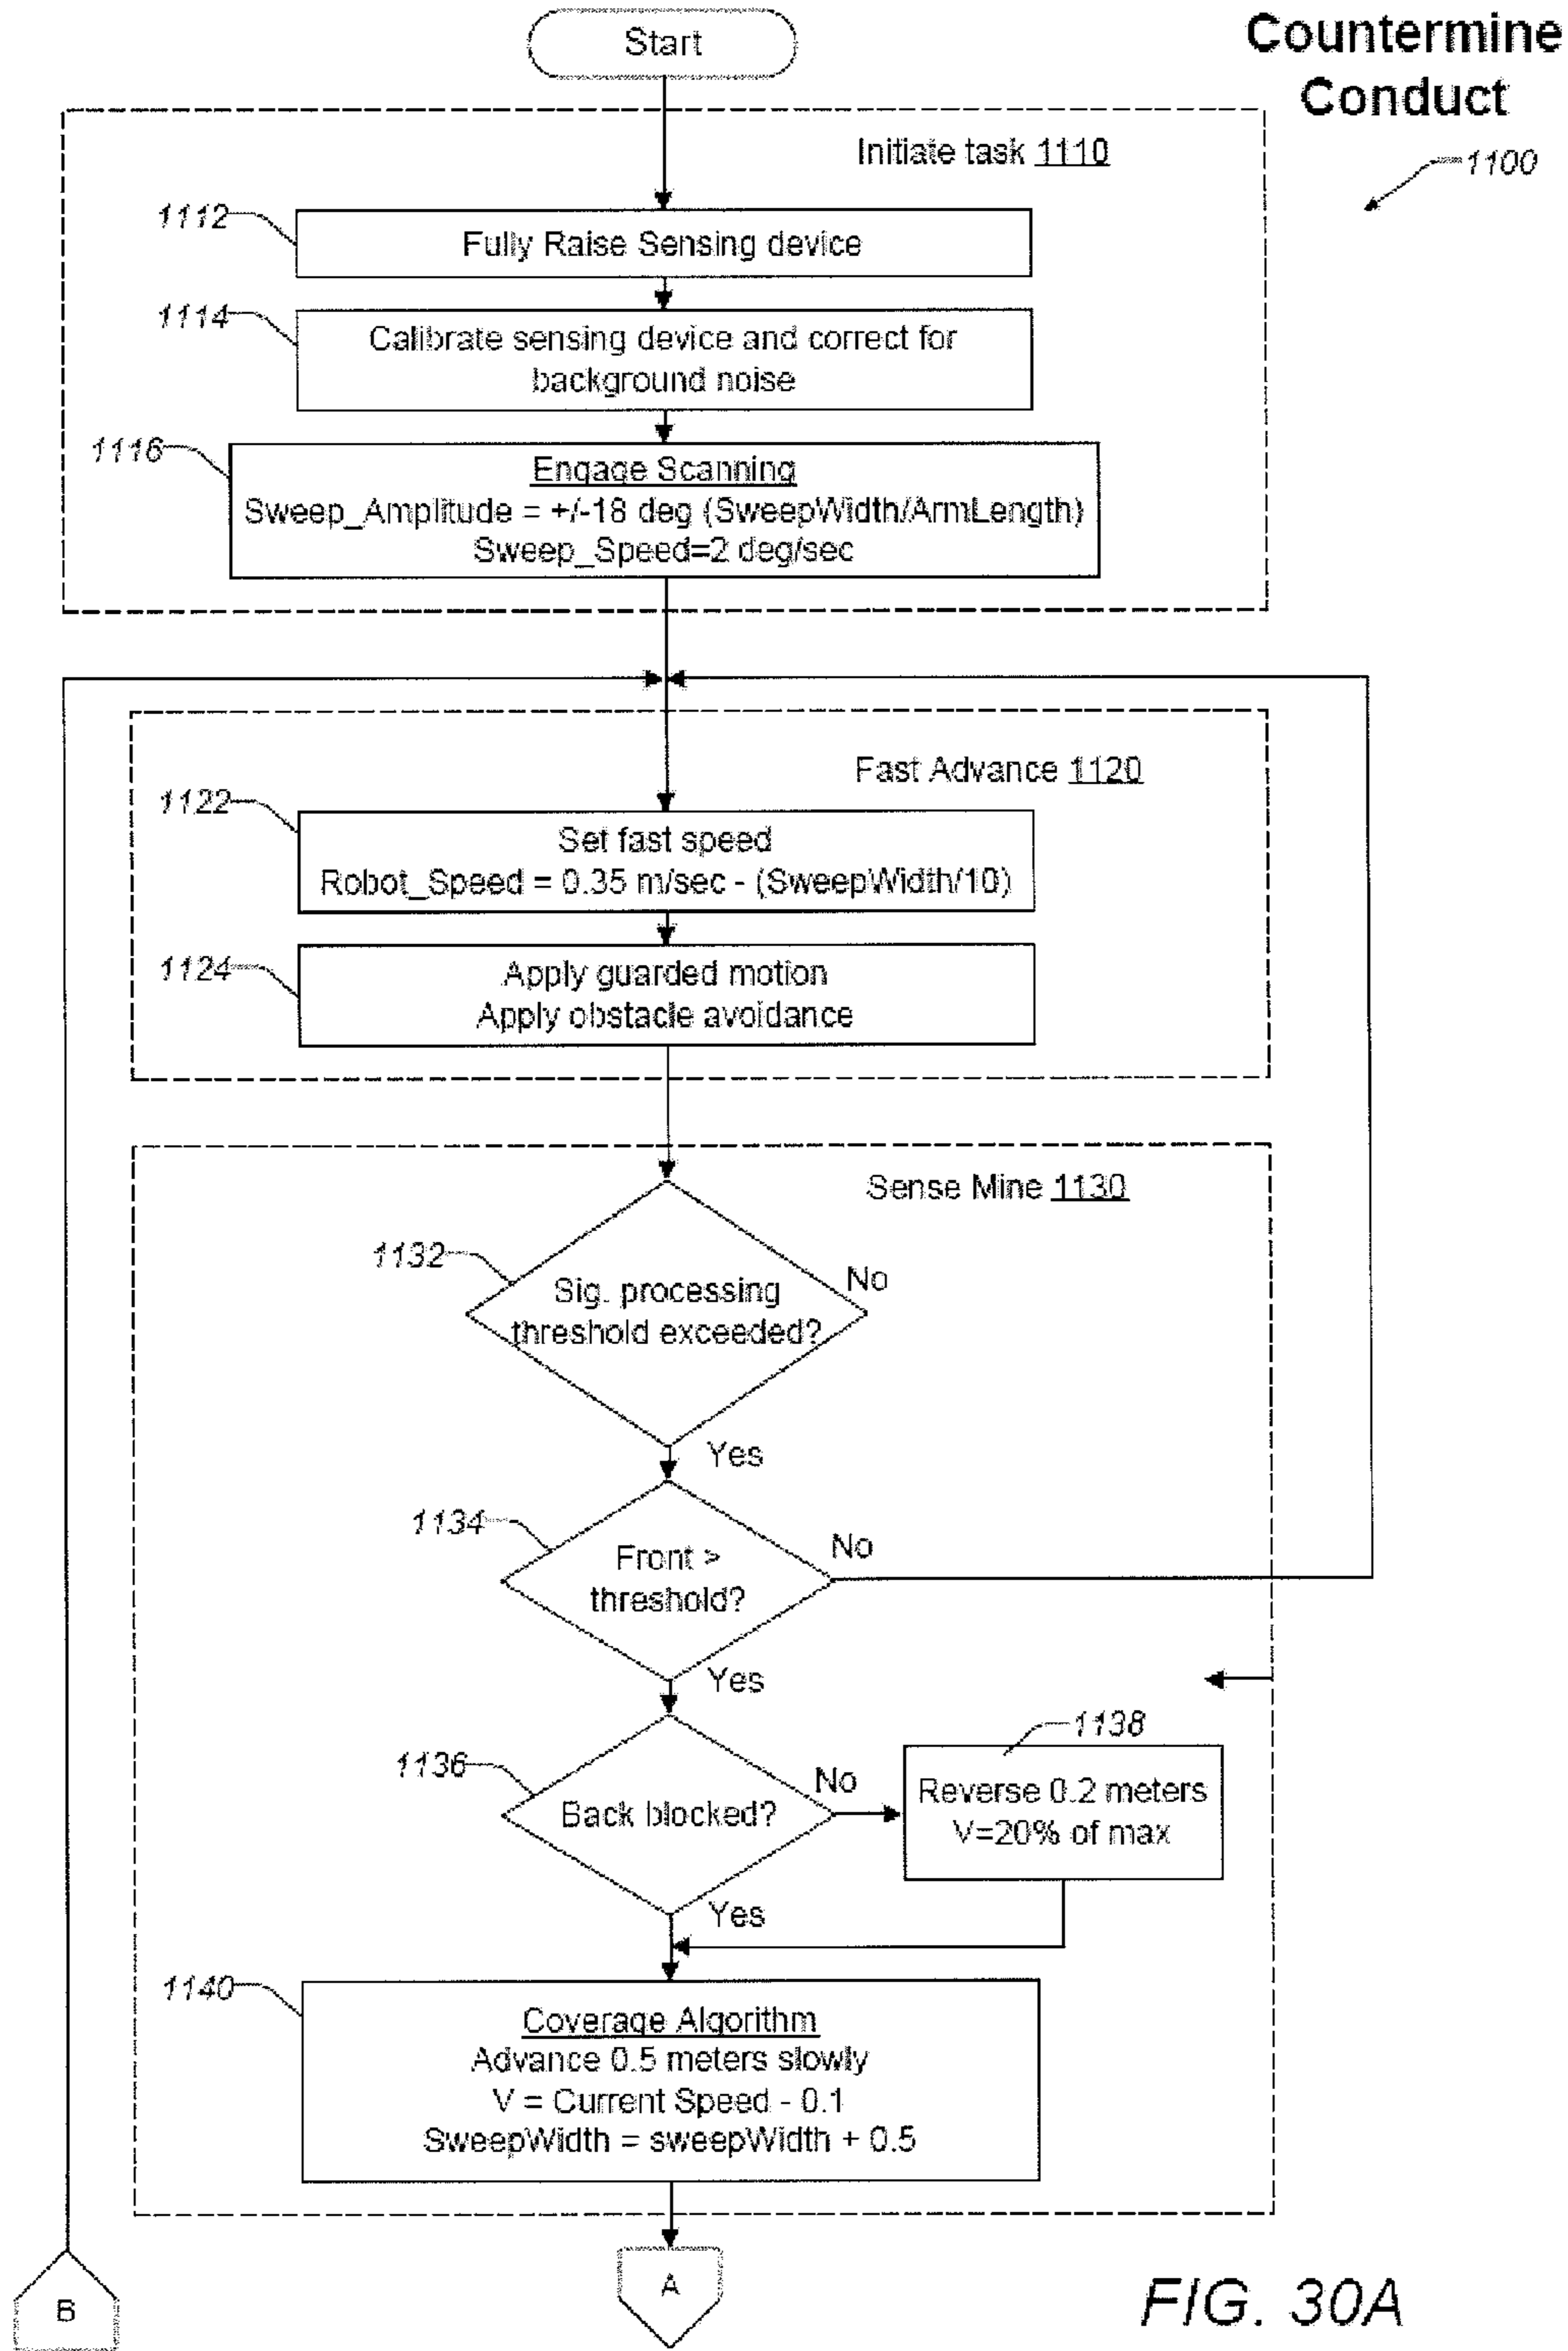 Start
Countermine
Conduct
1100
Initiate task 1110
1112
Fully Raise Sensing device
1114
Calibrate sensing device and correct for
background noise
1116
Engage Scanning
Sweep_Amplitude = +/-18 deg (SweepWidth/ArmLength)
Sweep_Speed=2 deg/sec
Fast Advance 1120
1122
Set fast speed
Robot_Speed = 0.35 m/sec - (SweepWidth/10)
1124
Apply guarded motion
Apply obstacle avoidance
Sense Mine 1130
1132
Sig. processing
threshold exceeded?
No
Yes
1134
Front >
threshold?
No
Yes
1136
Back blocked?
No
1138
Reverse 0.2 meters
V=20% of max
Yes
1140
Coverage Algorithm
Advance 0.5 meters slowly
V = Current Speed - 0.1
SweepWidth = sweepWidth + 0.5
A
B
FIG. 30A